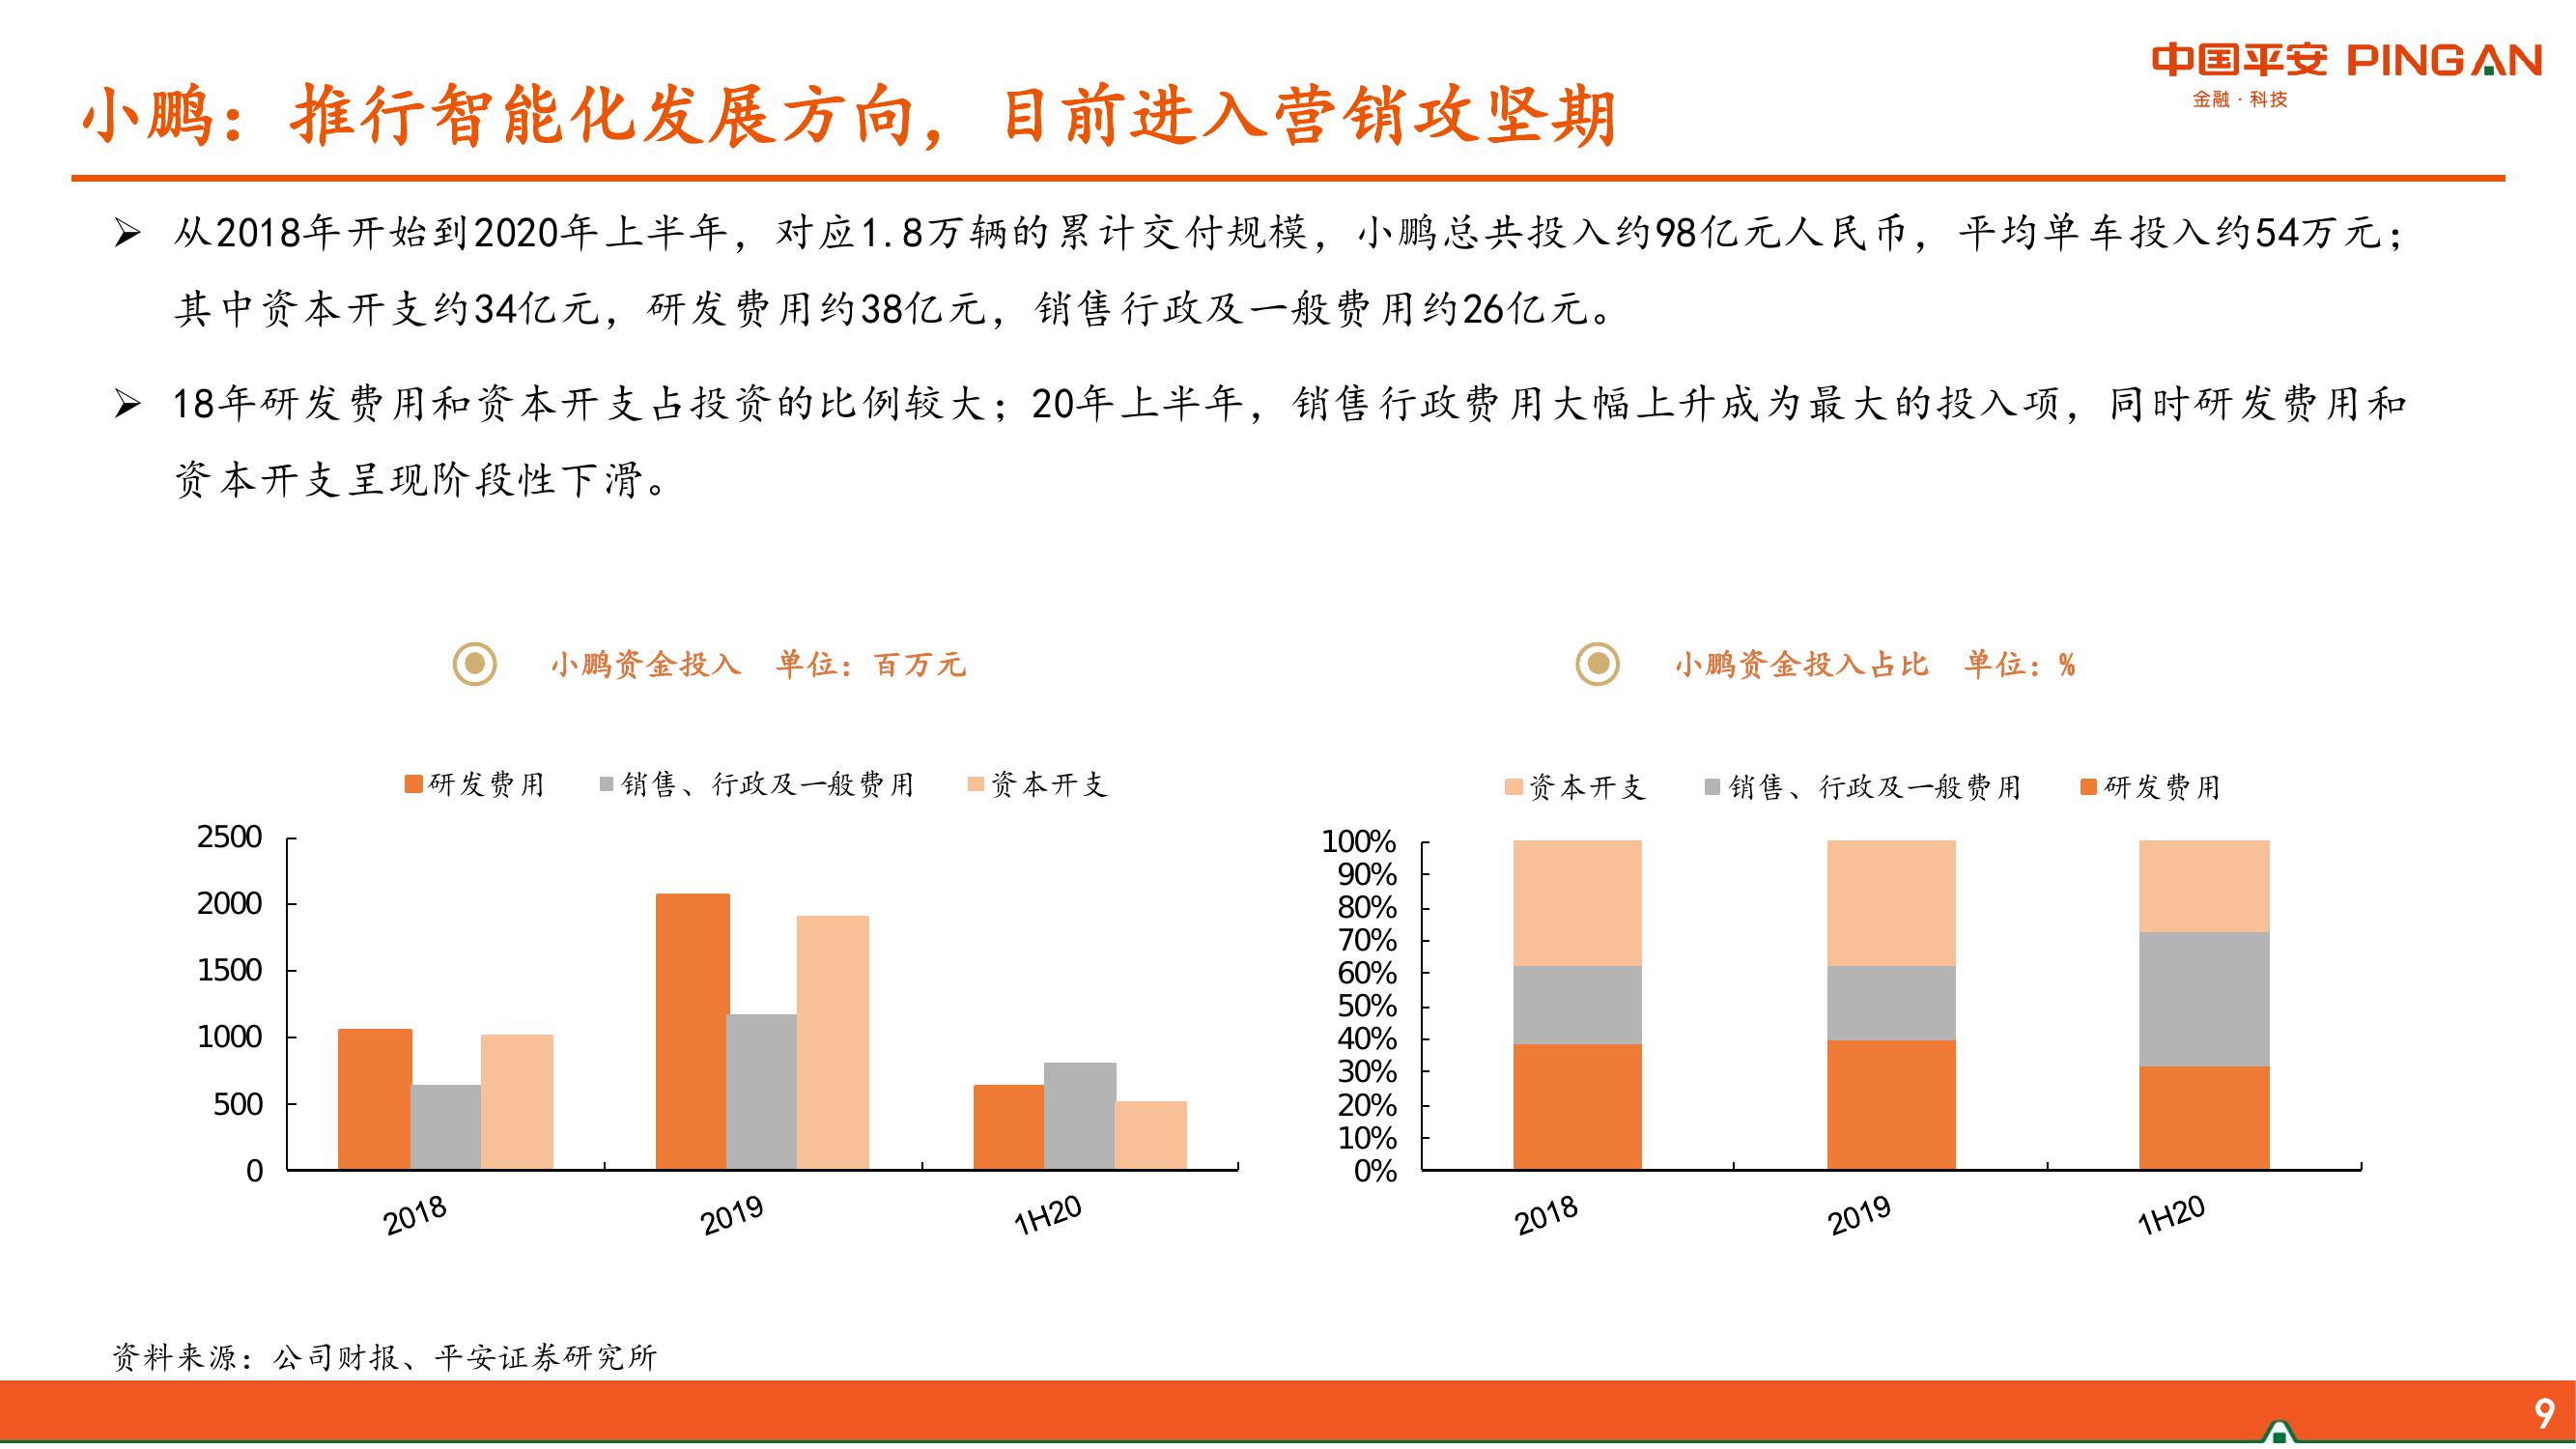 中国平安 PING AN
金融·科技
小鹏：推行智能化发展方向，目前进入营销攻坚期
➢ 从2018年开始到2020年上半年，对应1.8万辆的累计交付规模，小鹏总共投入约98亿元人民币，平均单车投入约54万元；
其中资本开支约34亿元，研发费用约38亿元，销售行政及一般费用约26亿元。
➢ 18年研发费用和资本开支占投资的比例较大；20年上半年，销售行政费用大幅上升成为最大的投入项，同时研发费用和
资本开支呈现阶段性下滑。
小鹏资金投入 单位：百万元
研发费用 销售、行政及一般费用 资本开支
2500
2000
1500
1000
500
0
2018 2019 1H20
小鹏资金投入占比 单位：%
资本开支 销售、行政及一般费用 研发费用
100%
90%
80%
70%
60%
50%
40%
30%
20%
10%
0%
2018 2019 1H20
资料来源：公司财报、平安证券研究所
9